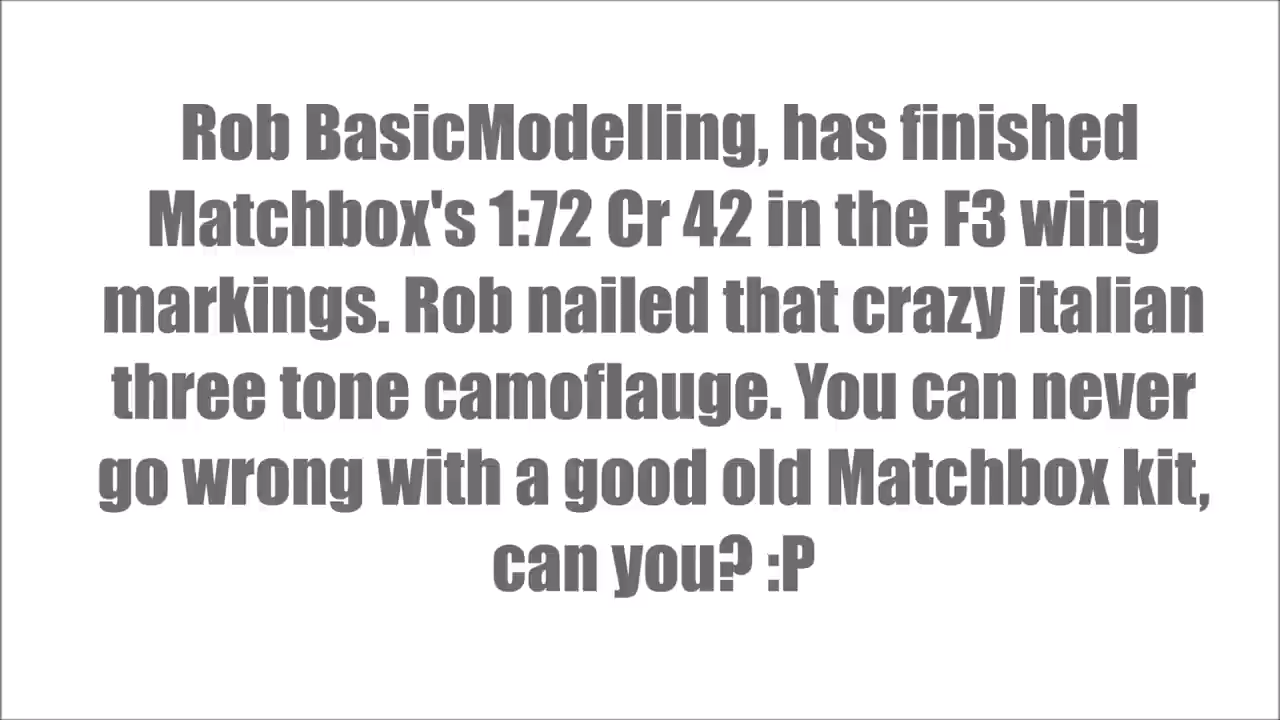 Rob BasicModelling, has finished
Matchbox's 1:72 Cr 42 in the F3 wing
markings. Rob nailed that crazy italian
three tone camoflauge. You can never
go wrong with a good old Matchbox kit,
can you? :P